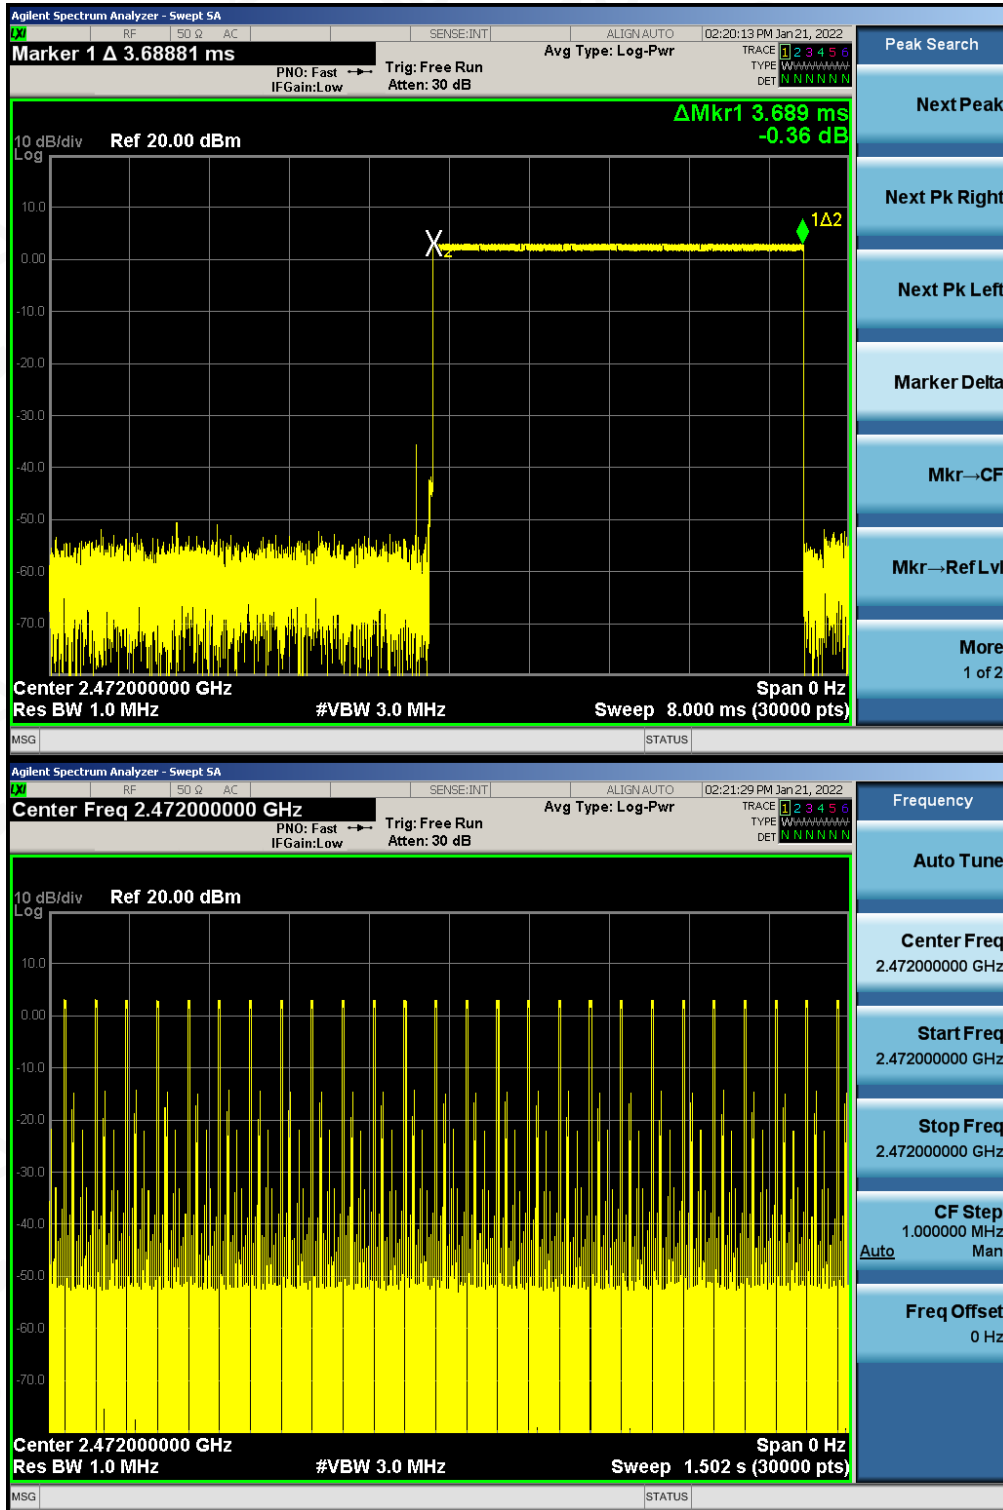 Agilent Spectrum Analyzer - Swept SA
LXI RF 50 Ω AC SENSE:INT ALIGN AUTO 02:20:13 PM Jan 21, 2022
Marker 1 Δ 3.68881 ms
PNO: Fast
IFGain:Low
Trig: Free Run
Atten: 30 dB
Avg Type: Log-Pwr
TRACE 1 2 3 4 5 6
TYPE W
DET N N N N N N
ΔMkr1 3.689 ms
-0.36 dB
10 dB/div Ref 20.00 dBm
Log
10.0
0.00
-10.0
-20.0
-30.0
-40.0
-50.0
-60.0
-70.0
X2
1Δ2
Center 2.472000000 GHz Span 0 Hz
Res BW 1.0 MHz #VBW 3.0 MHz Sweep 8.000 ms (30000 pts)
MSG STATUS
Peak Search
Next Peak
Next Pk Right
Next Pk Left
Marker Delta
Mkr→CF
Mkr→Ref Lvl
More
1 of 2
Agilent Spectrum Analyzer - Swept SA
LXI RF 50 Ω AC SENSE:INT ALIGN AUTO 02:21:29 PM Jan 21, 2022
Center Freq 2.472000000 GHz
PNO: Fast
IFGain:Low
Trig: Free Run
Atten: 30 dB
Avg Type: Log-Pwr
TRACE 1 2 3 4 5 6
TYPE W
DET N N N N N N
10 dB/div Ref 20.00 dBm
Log
10.0
0.00
-10.0
-20.0
-30.0
-40.0
-50.0
-60.0
-70.0
Center 2.472000000 GHz Span 0 Hz
Res BW 1.0 MHz #VBW 3.0 MHz Sweep 1.502 s (30000 pts)
MSG STATUS
Frequency
Auto Tune
Center Freq
2.472000000 GHz
Start Freq
2.472000000 GHz
Stop Freq
2.472000000 GHz
CF Step
1.000000 MHz
Auto Man
Freq Offset
0 Hz